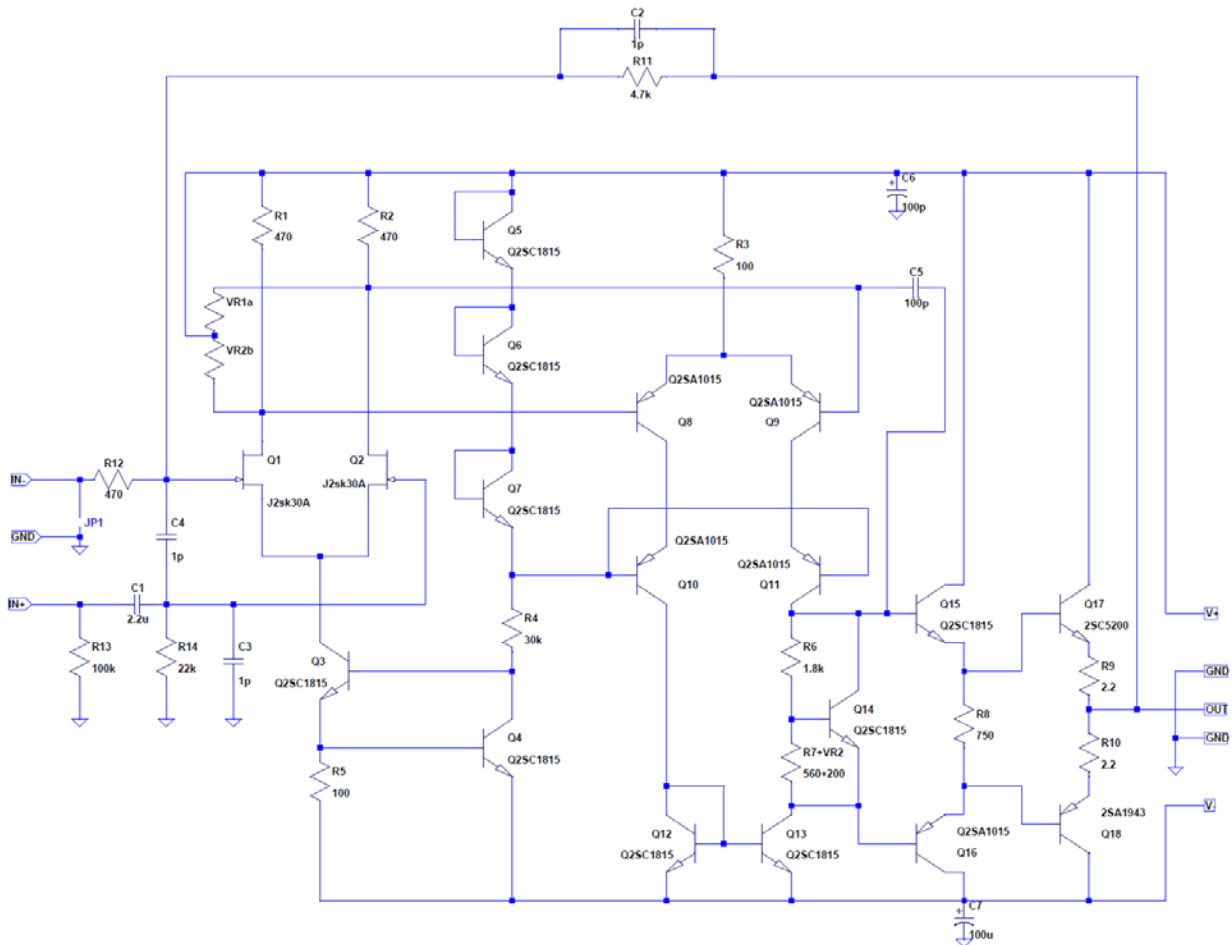 C2
1p
R11
4.7k
C6
100p
R1
470
R2
470
Q5
Q2SC1815
R3
100
C5
100p
VR1a
VR2b
Q6
Q2SC1815
Q2SA1015
Q8
Q2SA1015
Q9
R12
470
IN-
Q1
J2sk30A
Q2
J2sk30A
Q7
Q2SC1815
JP1
GND
C4
1p
Q2SA1015
Q10
Q2SA1015
Q11
IN+
C1
2.2u
R13
100k
R14
22k
C3
1p
R4
30k
Q3
Q2SC1815
Q15
Q2SC1815
Q17
2SC5200
V+
R6
1.8k
R9
2.2
GND
Q14
Q2SC1815
OUT
R8
750
R5
100
Q4
Q2SC1815
R7+VR2
560+200
R10
2.2
GND
V-
Q12
Q2SC1815
Q13
Q2SC1815
Q2SA1015
Q16
2SA1943
Q18
C7
100u